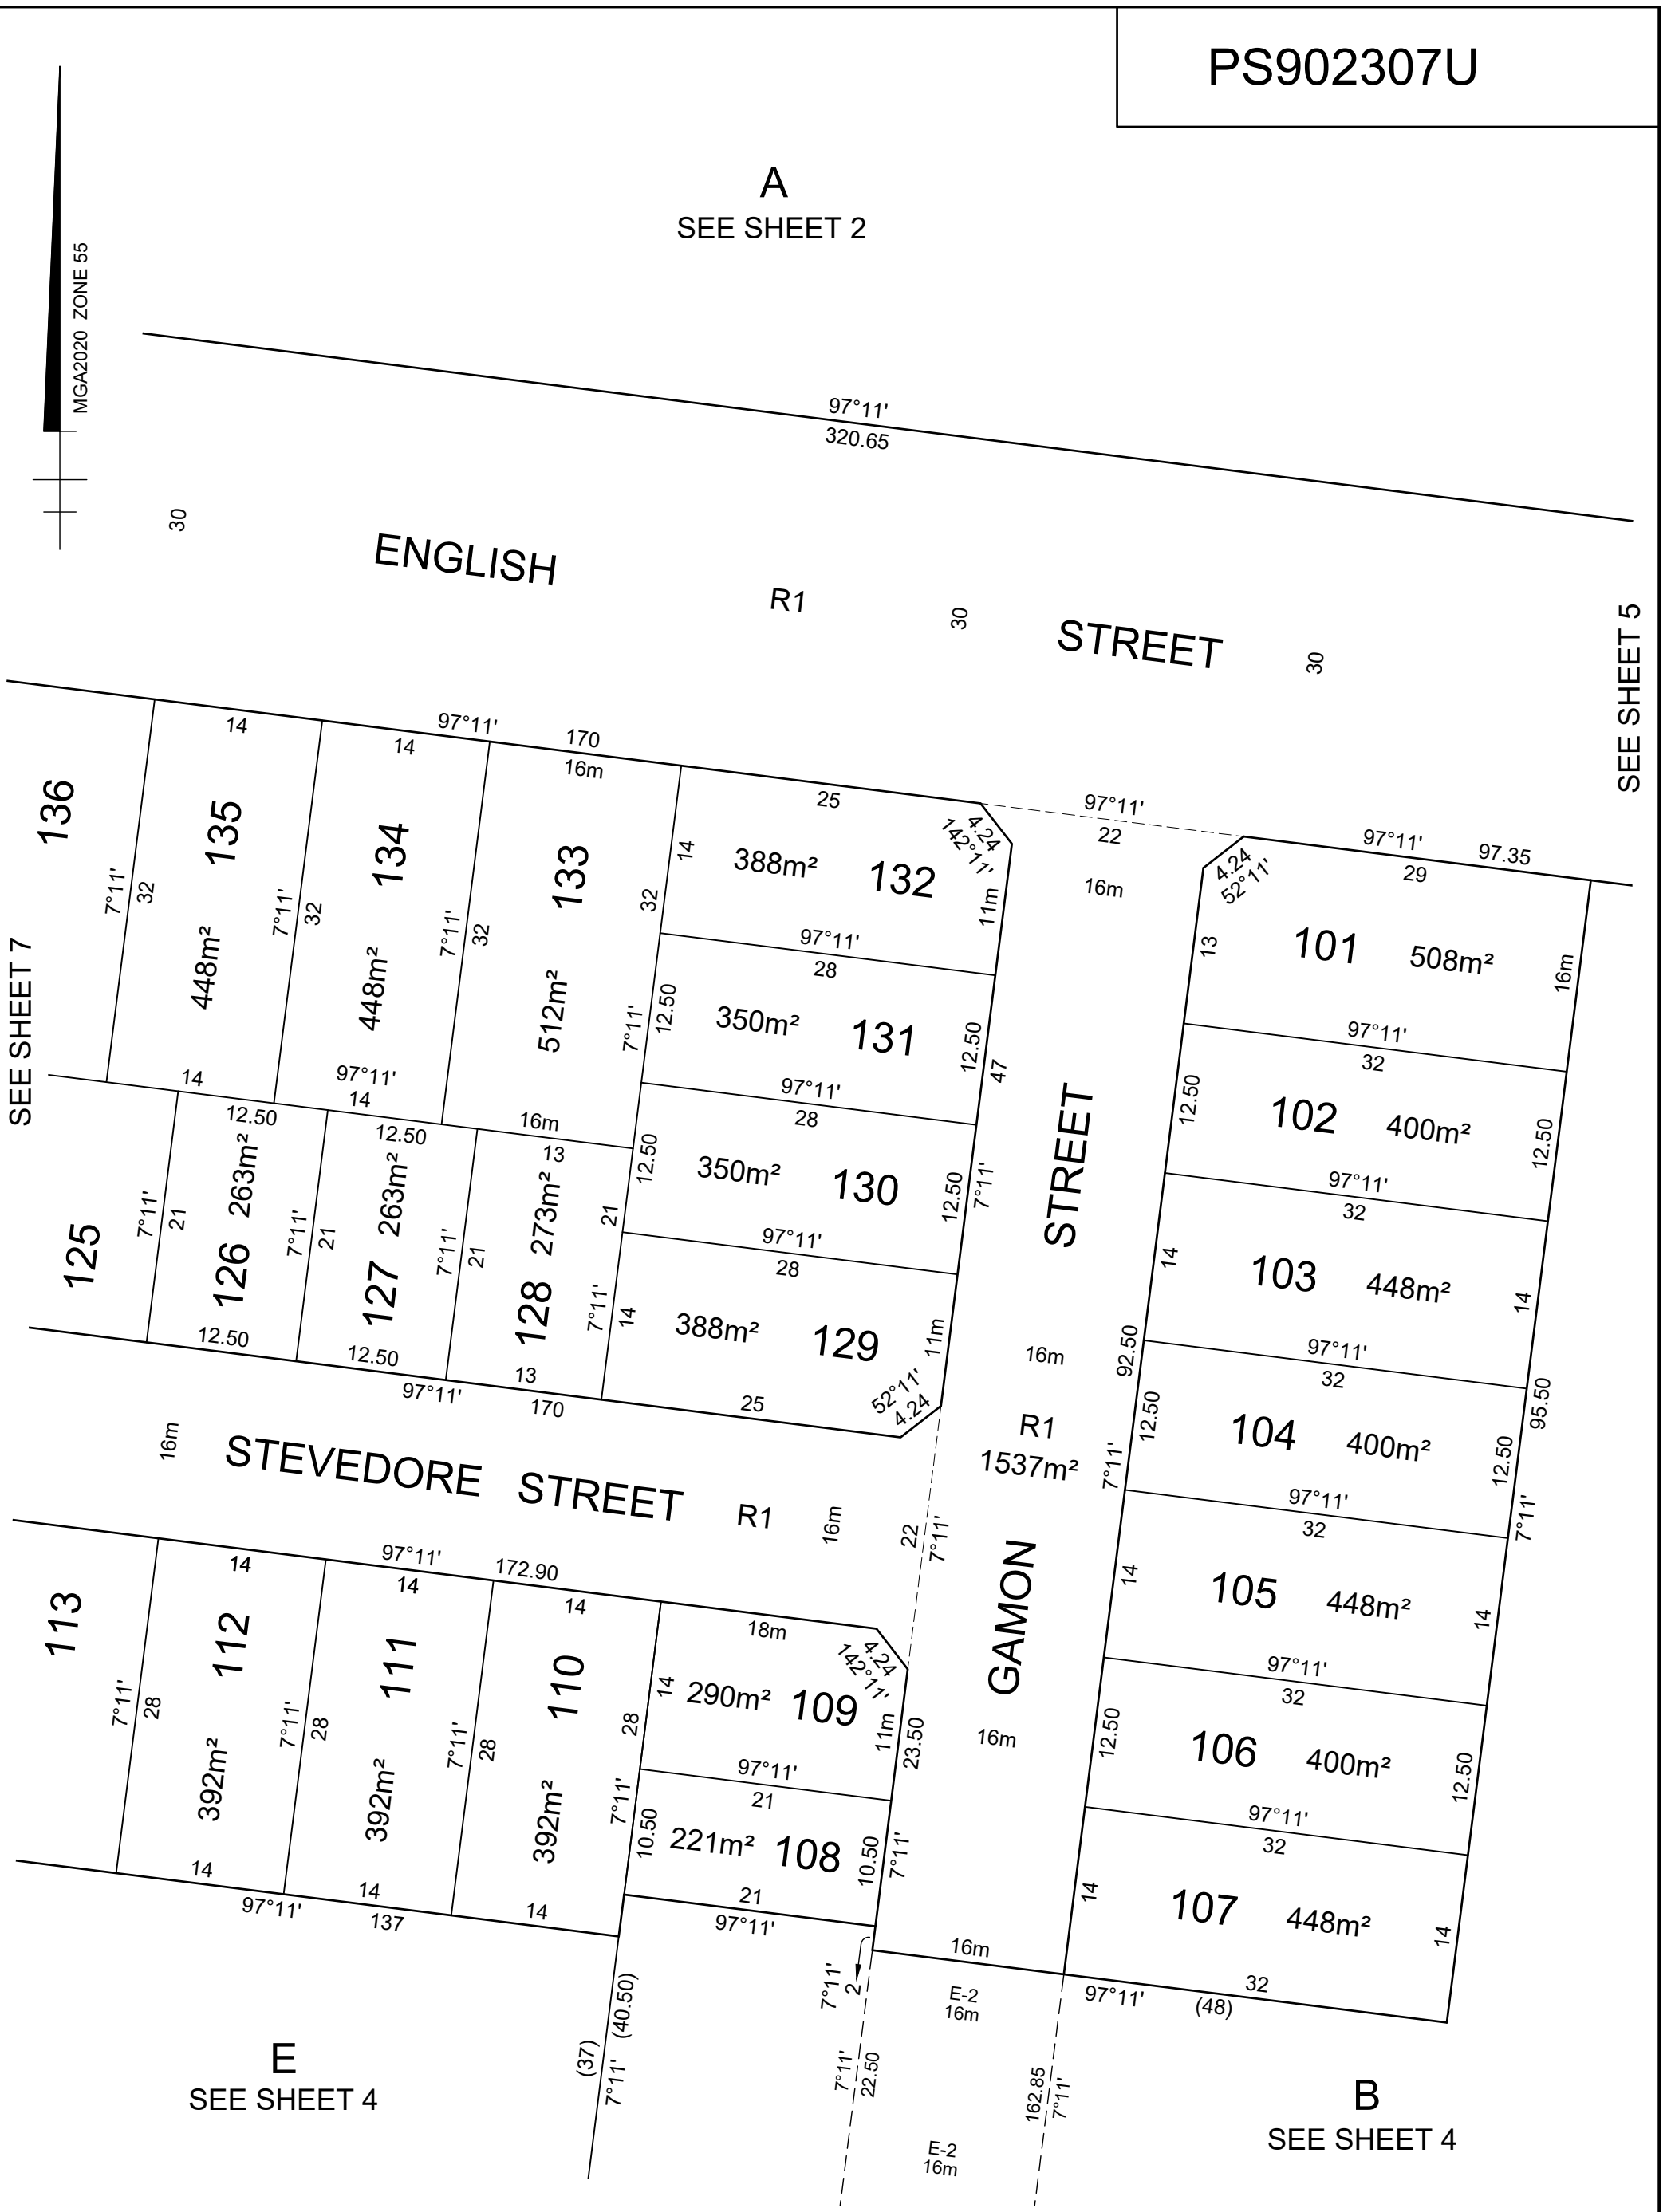 PS902307U
A
SEE SHEET 2
MGA2020 ZONE 55
97°11'
320.65
30
ENGLISH
R1
30
STREET
30
SEE SHEET 5
SEE SHEET 7
136
7°11'
14
135
32
448m²
14
7°11'
14
134
32
448m²
97°11'
14
7°11'
97°11'
170
16m
133
32
512m²
16m
32
7°11'
25
14
388m²
132
4.24
142°11'
11m
97°11'
28
12.50
350m²
131
12.50
47
97°11'
28
12.50
350m²
130
12.50
7°11'
97°11'
28
14
388m²
129
11m
52°11'
4.24
25
125
7°11'
12.50
21
263m²
126
12.50
7°11'
12.50
21
263m²
127
12.50
7°11'
13
21
273m²
128
13
21
7°11'
97°11'
170
16m
STEVEDORE STREET
R1
16m
22
7°11'
97°11'
22
16m
STREET
16m
R1
1537m²
GAMON
16m
16m
4.24
52°11'
97°11'
97.35
29
13
101
508m²
16m
97°11'
32
12.50
102
400m²
12.50
97°11'
32
14
103
448m²
14
92.50
97°11'
32
95.50
12.50
104
400m²
12.50
7°11'
97°11'
32
7°11'
14
105
448m²
14
97°11'
32
12.50
106
400m²
12.50
97°11'
32
14
107
448m²
14
32
97°11'
(48)
113
7°11'
14
112
28
392m²
14
7°11'
97°11'
172.90
14
111
28
392m²
14
7°11'
14
110
28
392m²
14
28
7°11'
97°11'
137
18m
14
290m²
109
4.24
142°11'
11m
23.50
97°11'
21
10.50
221m²
108
10.50
7°11'
21
97°11'
7°11'
2
E-2
16m
(40.50)
(37)
7°11'
7°11'
22.50
162.85
7°11'
E-2
16m
E
SEE SHEET 4
B
SEE SHEET 4